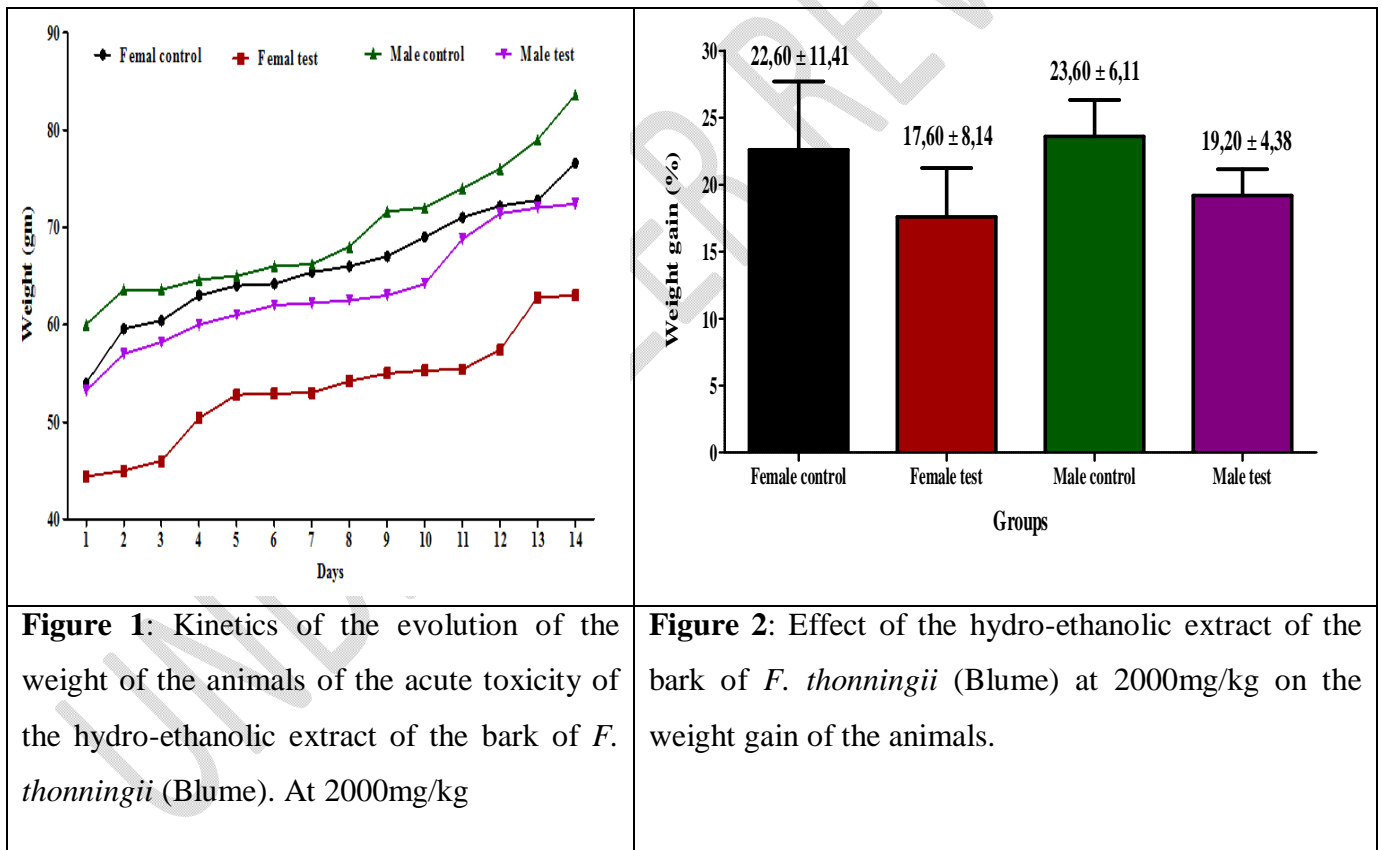 90
80
70
60
50
40
Weight (gm)
Femal control
Femal test
Male control
Male test
1 2 3 4 5 6 7 8 9 10 11 12 13 14
Days
30
25
20
15
10
5
0
Weight gain (%)
22,60 ± 11,41
17,60 ± 8,14
23,60 ± 6,11
19,20 ± 4,38
Female control Female test Male control Male test
Groups
Figure 1: Kinetics of the evolution of the
weight of the animals of the acute toxicity of
the hydro-ethanolic extract of the bark of F.
thonningii (Blume). At 2000mg/kg
Figure 2: Effect of the hydro-ethanolic extract of the
bark of F. thonningii (Blume) at 2000mg/kg on the
weight gain of the animals.